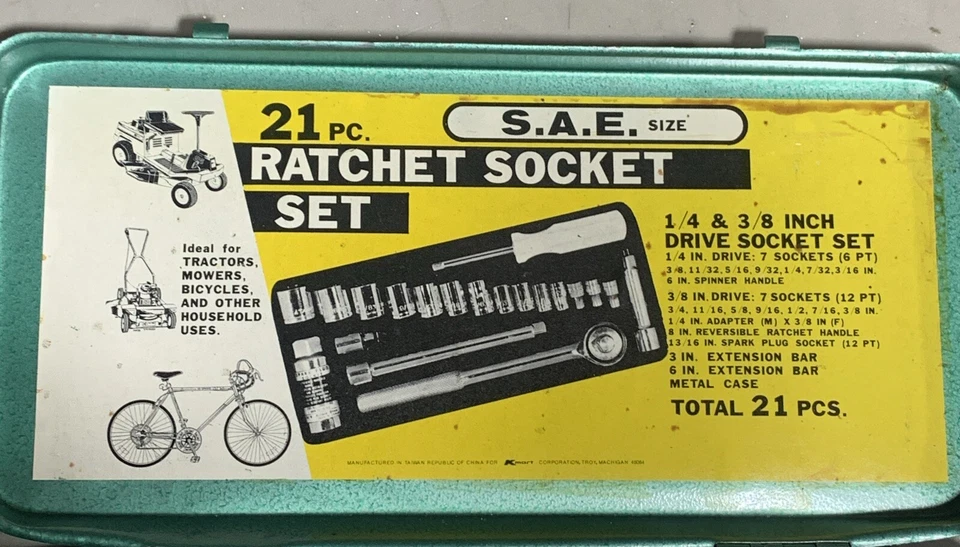 21 PC.
S.A.E. SIZE
RATCHET SOCKET
SET
Ideal for
TRACTORS,
MOWERS,
BICYCLES,
AND OTHER
HOUSEHOLD
USES.
1/4 & 3/8 INCH
DRIVE SOCKET SET
1/4 IN. DRIVE: 7 SOCKETS (6 PT)
3/8, 11/32, 5/16, 9/32, 1/4, 7/32, 3/16 IN.
6 IN. SPINNER HANDLE
3/8 IN. DRIVE: 7 SOCKETS (12 PT)
3/4, 11/16, 5/8, 9/16, 1/2, 7/16, 3/8 IN.
1/4 IN. ADAPTER (M) X 3/8 IN (F)
8 IN. REVERSIBLE RATCHET HANDLE
13/16 IN. SPARK PLUG SOCKET (12 PT)
3 IN. EXTENSION BAR
6 IN. EXTENSION BAR
METAL CASE
TOTAL 21 PCS.
MANUFACTURED IN TAIWAN REPUBLIC OF CHINA FOR Kmart CORPORATION, TROY, MICHIGAN 48084